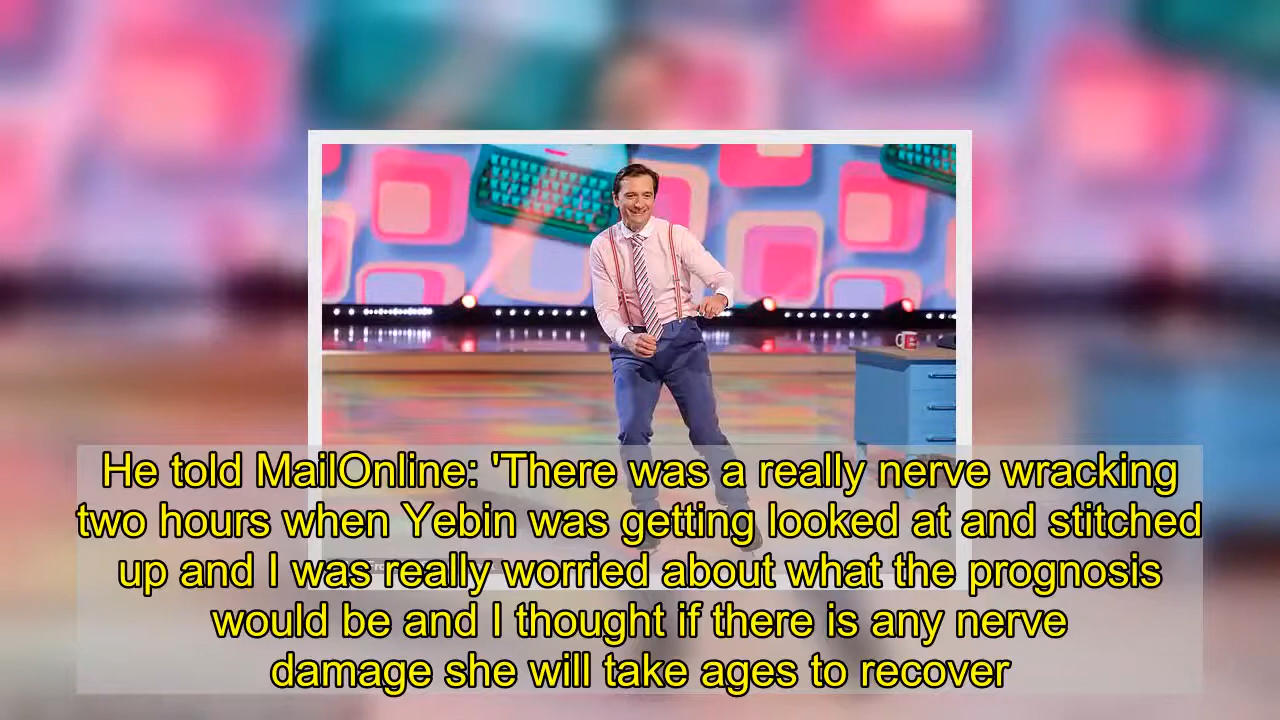 He told MailOnline: 'There was a really nerve wracking
two hours when Yebin was getting looked at and stitched
up and I was really worried about what the prognosis
would be and I thought if there is any nerve
damage she will take ages to recover